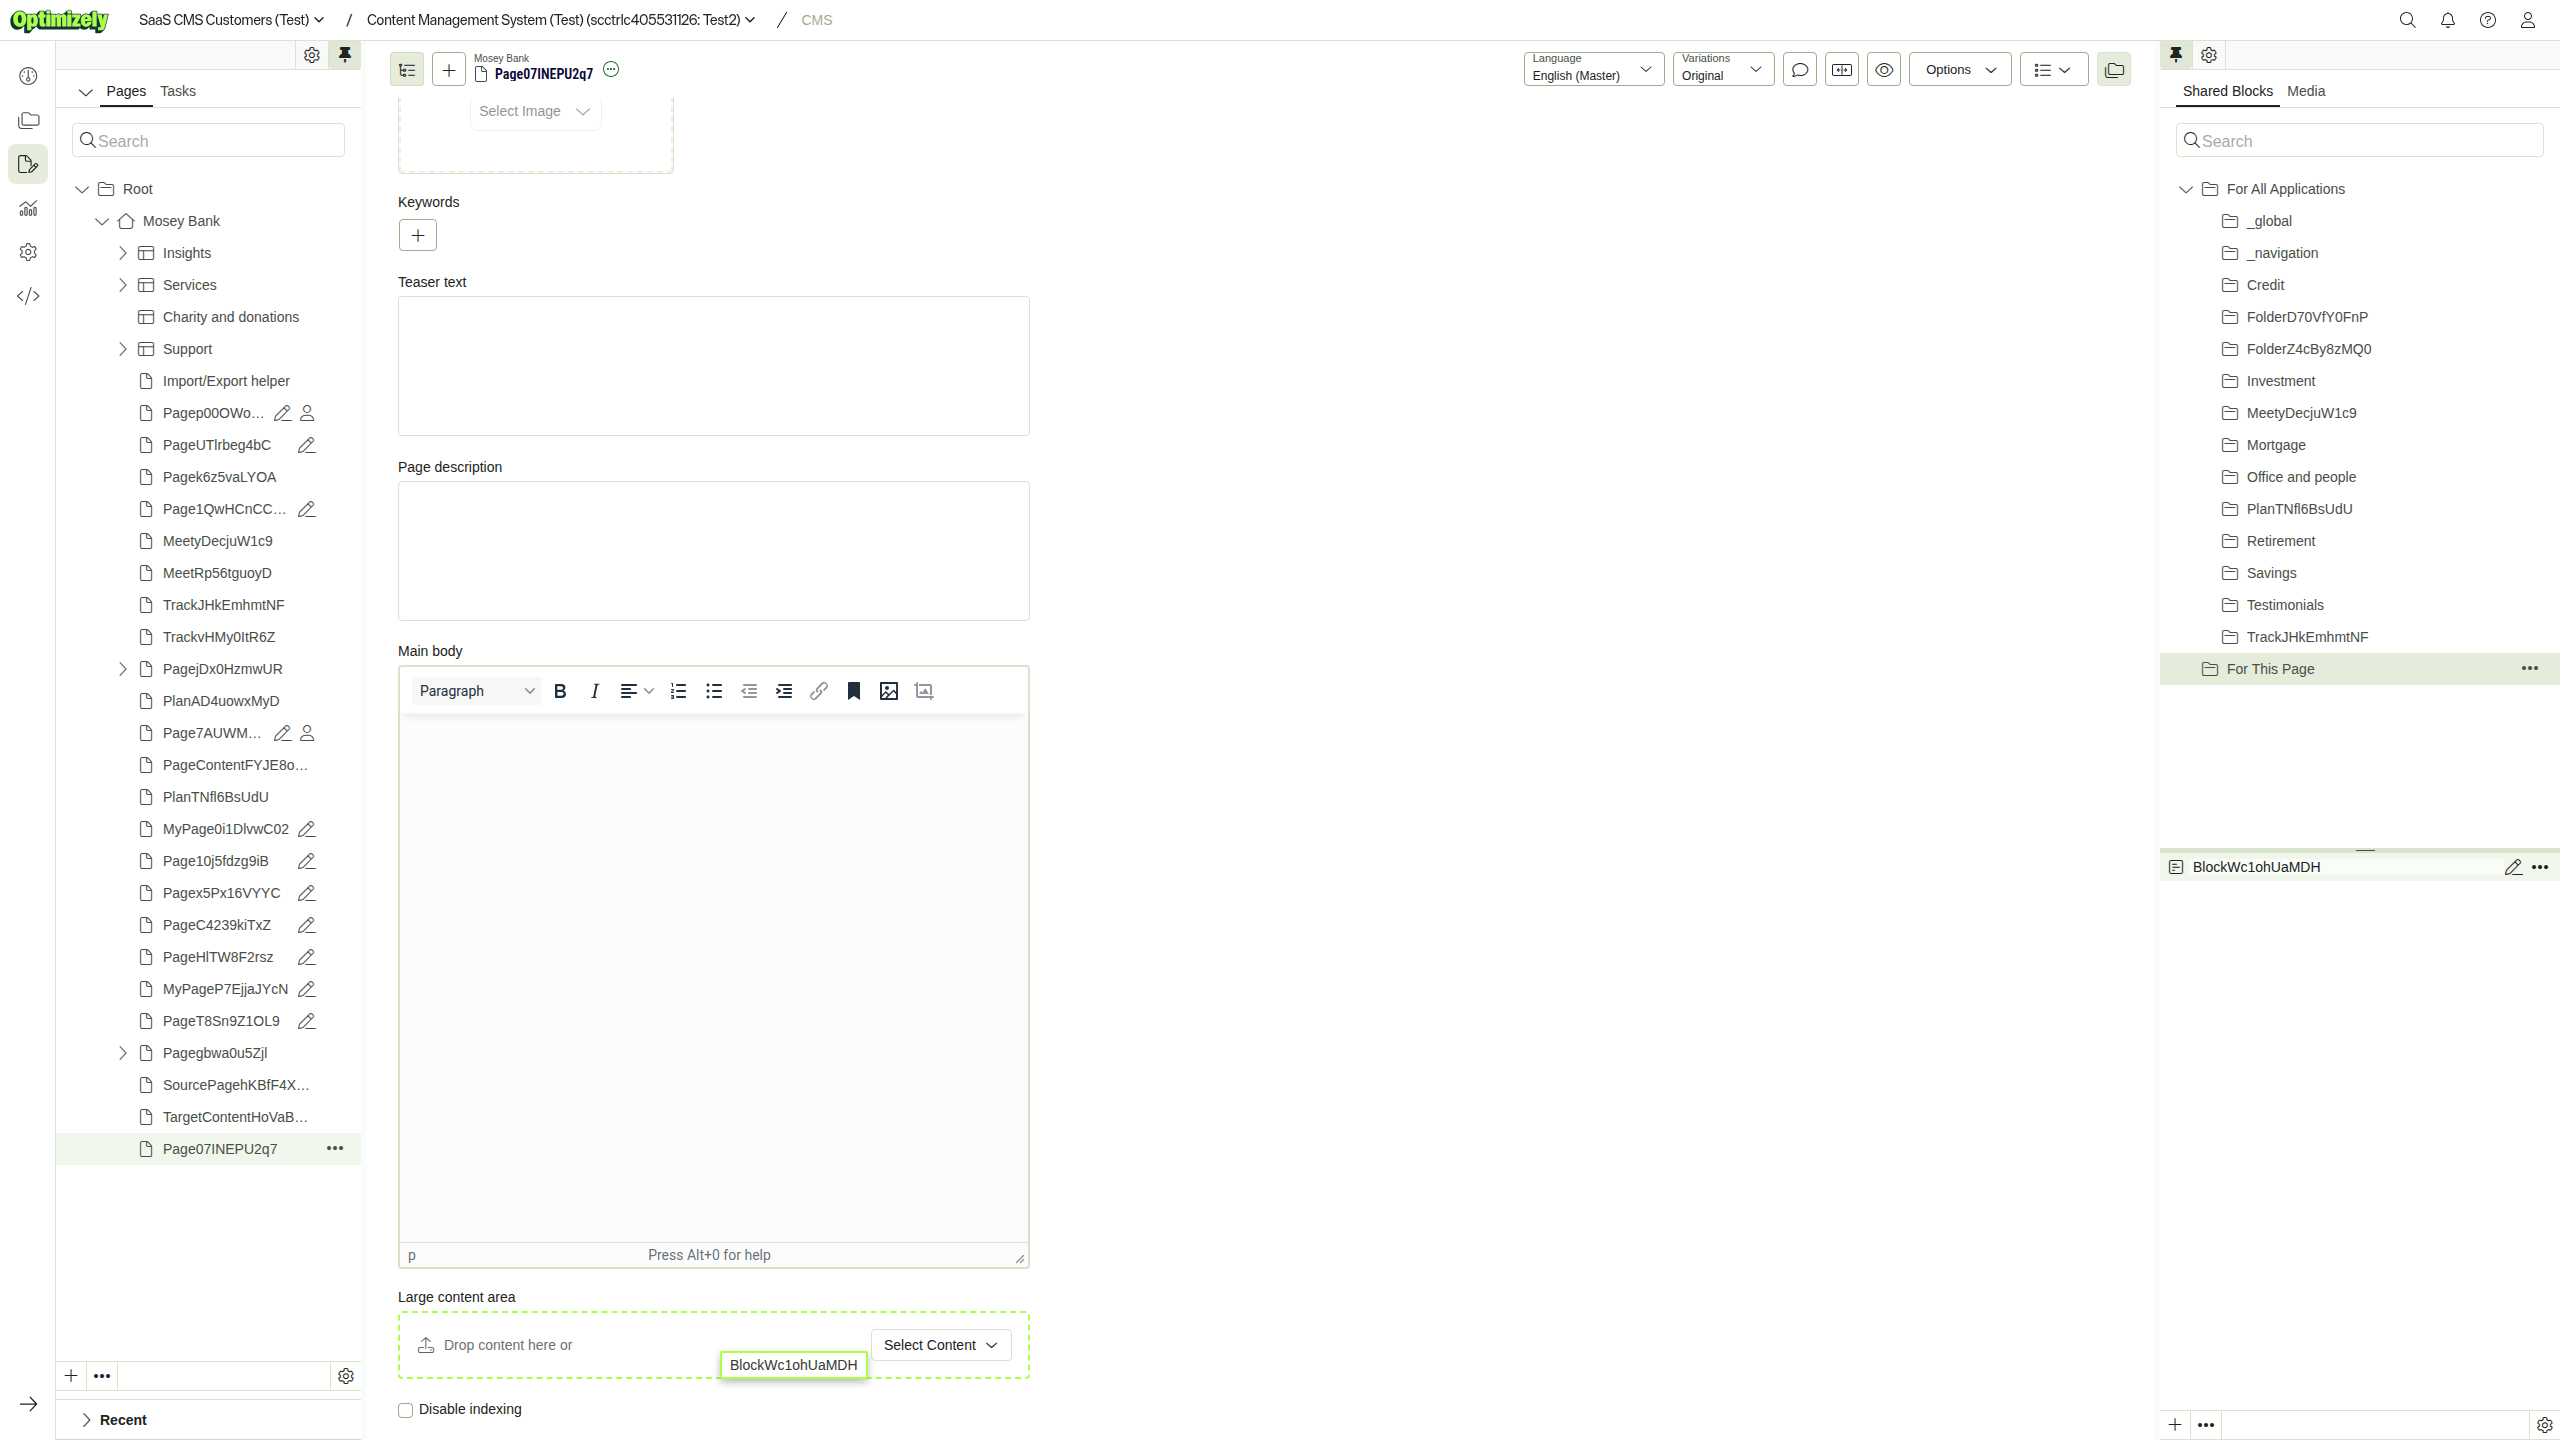 Optimizely
SaaS CMS Customers (Test) / Content Management System (Test) (scctrlc405531126: Test2) / CMS
Pages Tasks
Search
Root
Mosey Bank
Insights
Services
Charity and donations
Support
Import/Export helper
Pagep00OWo...
PageUTlrbeg4bC
Pagek6z5vaLYOA
Page1QwHCnCC...
MeetyDecjuW1c9
MeetRp56tguoyD
TrackJHkEmhmtNF
TrackvHMy0ItR6Z
PagejDx0HzmwUR
PlanAD4uowxMyD
Page7AUWM...
PageContentFYJE8o...
PlanTNfl6BsUdU
MyPage0i1DlvwC02
Page10j5fdzg9iB
Pagex5Px16VYYC
PageC4239kiTxZ
PageHlTW8F2rsz
MyPageP7EjjaJYcN
PageT8Sn9Z1OL9
Pagegbwa0u5Zjl
SourcePagehKBfF4X...
TargetContentHoVaB...
Page07INEPU2q7
Recent
Mosey Bank
Page07INEPU2q7
Language
English (Master)
Variations
Original
Options
Select Image
Keywords
Teaser text
Page description
Main body
Paragraph
p Press Alt+0 for help
Large content area
Drop content here or
Select Content
BlockWc1ohUaMDH
Disable indexing
Shared Blocks Media
Search
For All Applications
_global
_navigation
Credit
FolderD70VfY0FnP
FolderZ4cBy8zMQ0
Investment
MeetyDecjuW1c9
Mortgage
Office and people
PlanTNfl6BsUdU
Retirement
Savings
Testimonials
TrackJHkEmhmtNF
For This Page
BlockWc1ohUaMDH